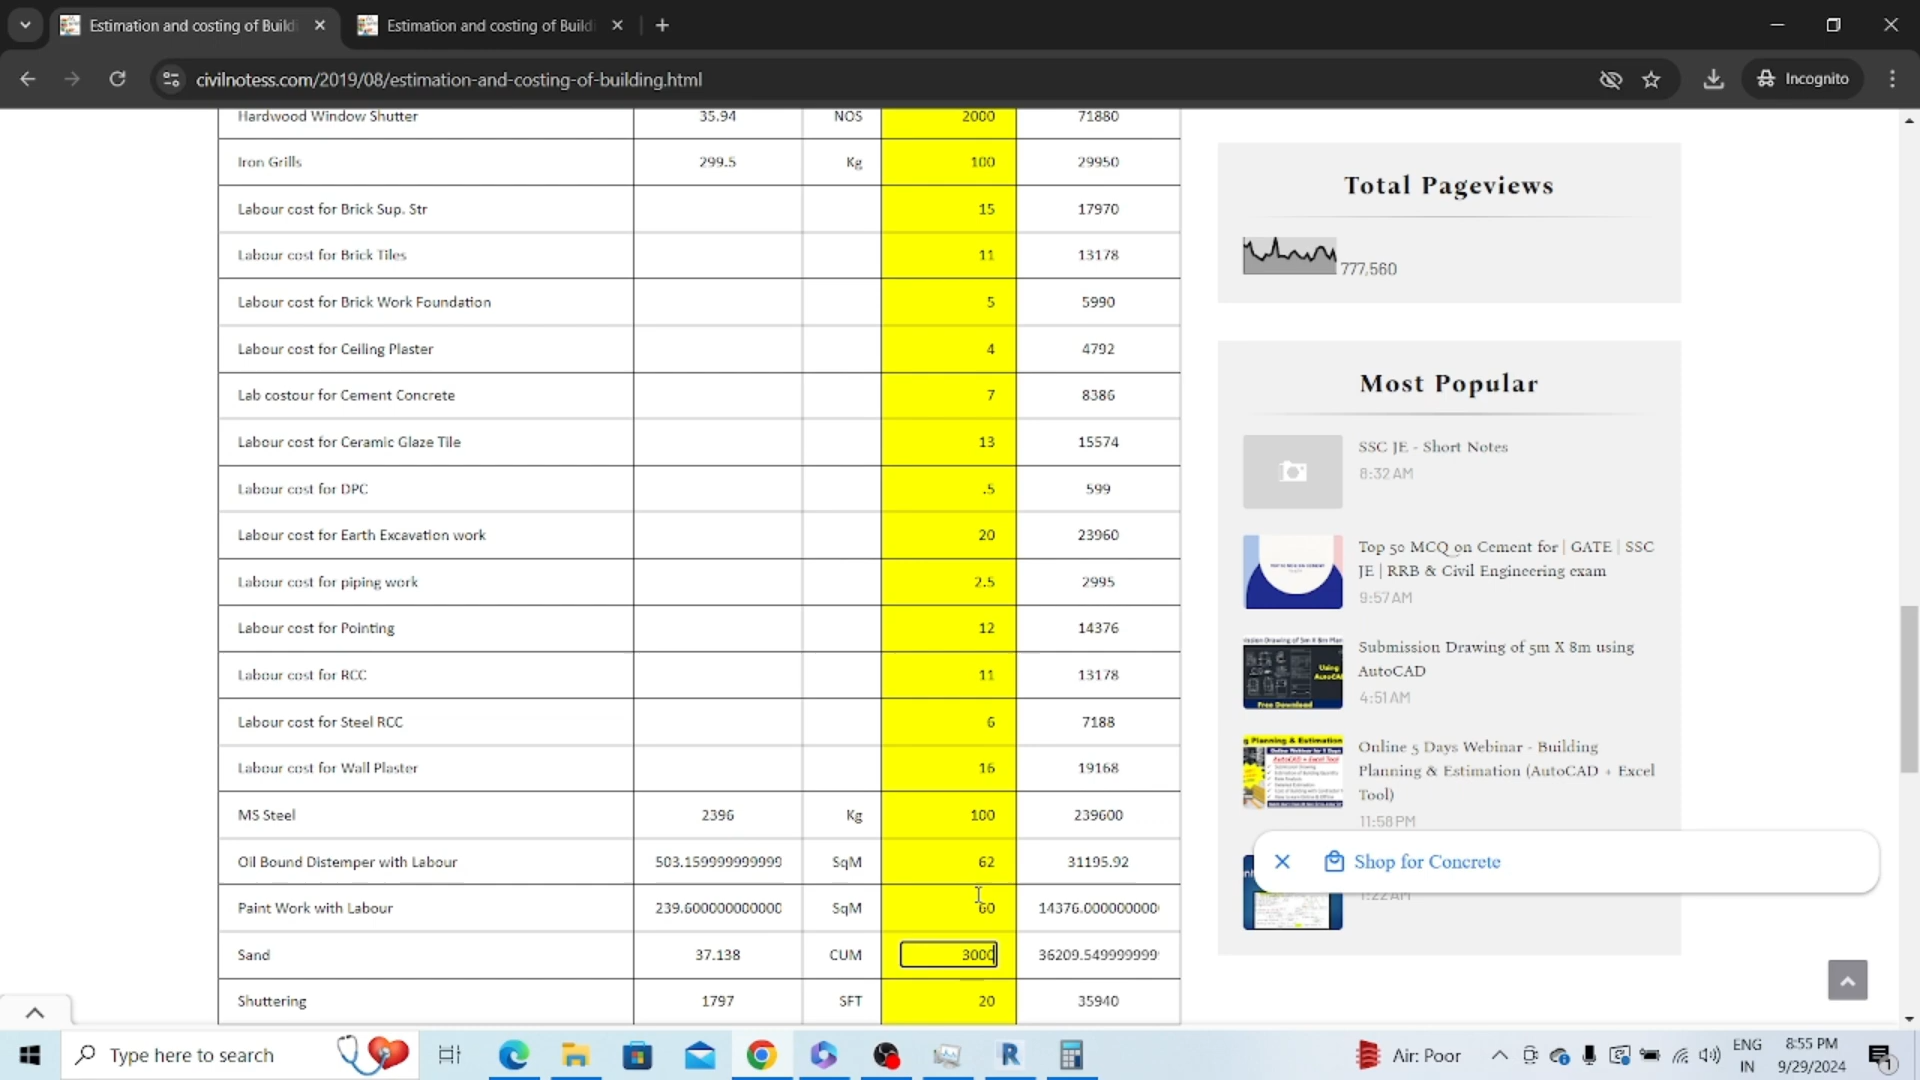 Estimation and costing of Buildi
Estimation and costing of Buildi
civilnotess.com/2019/08/estimation-and-costing-of-building.html
Incognito
Hardwood Window Shutter 35.94 NOS 2000 71880
Iron Grills 299.5 Kg 100 29950
Labour cost for Brick Sup. Str 15 17970
Labour cost for Brick Tiles 11 13178
Labour cost for Brick Work Foundation 5 5990
Labour cost for Ceiling Plaster 4 4792
Lab costour for Cement Concrete 7 8386
Labour cost for Ceramic Glaze Tile 13 15574
Labour cost for DPC .5 599
Labour cost for Earth Excavation work 20 23960
Labour cost for piping work 2.5 2995
Labour cost for Pointing 12 14376
Labour cost for RCC 11 13178
Labour cost for Steel RCC 6 7188
Labour cost for Wall Plaster 16 19168
MS Steel 2396 Kg 100 239600
Oil Bound Distemper with Labour 503.159999999999 SqM 62 31195.92
Paint Work with Labour 239.600000000000 SqM 60 14376.000000000
Sand 37.138 CUM 3000 36209.549999999
Shuttering 1797 SFT 20 35940
Total Pageviews
777,560
Most Popular
SSC JE - Short Notes
8:32 AM
Top 50 MCQ on Cement for | GATE | SSC
JE | RRB & Civil Engineering exam
9:57 AM
Submission Drawing of 5m X 8m using
AutoCAD
4:51 AM
Online 5 Days Webinar - Building
Planning & Estimation (AutoCAD + Excel
Tool)
11:58 PM
Shop for Concrete
1:22 AM
Type here to search
Air: Poor
ENG
IN
8:55 PM
9/29/2024
1